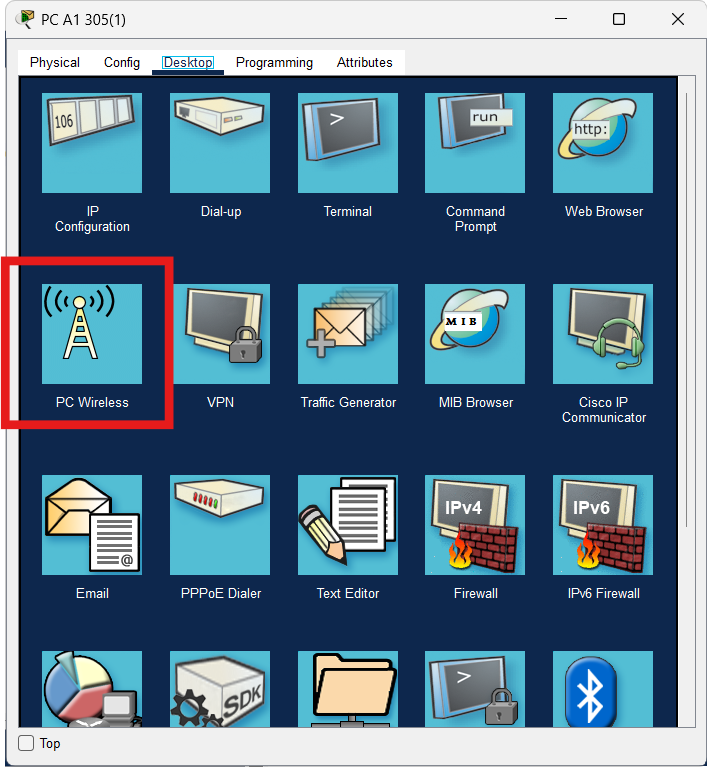 PC A1 305(1)
Physical Config Desktop Programming Attributes
106
>
run
http:
IP
Configuration
Dial-up
Terminal
Command
Prompt
Web Browser
MIB
PC Wireless
VPN
Traffic Generator
MIB Browser
Cisco IP
Communicator
@
IPv4
IPv6
Email
PPPoE Dialer
Text Editor
Firewall
IPv6 Firewall
SDK
>
Top